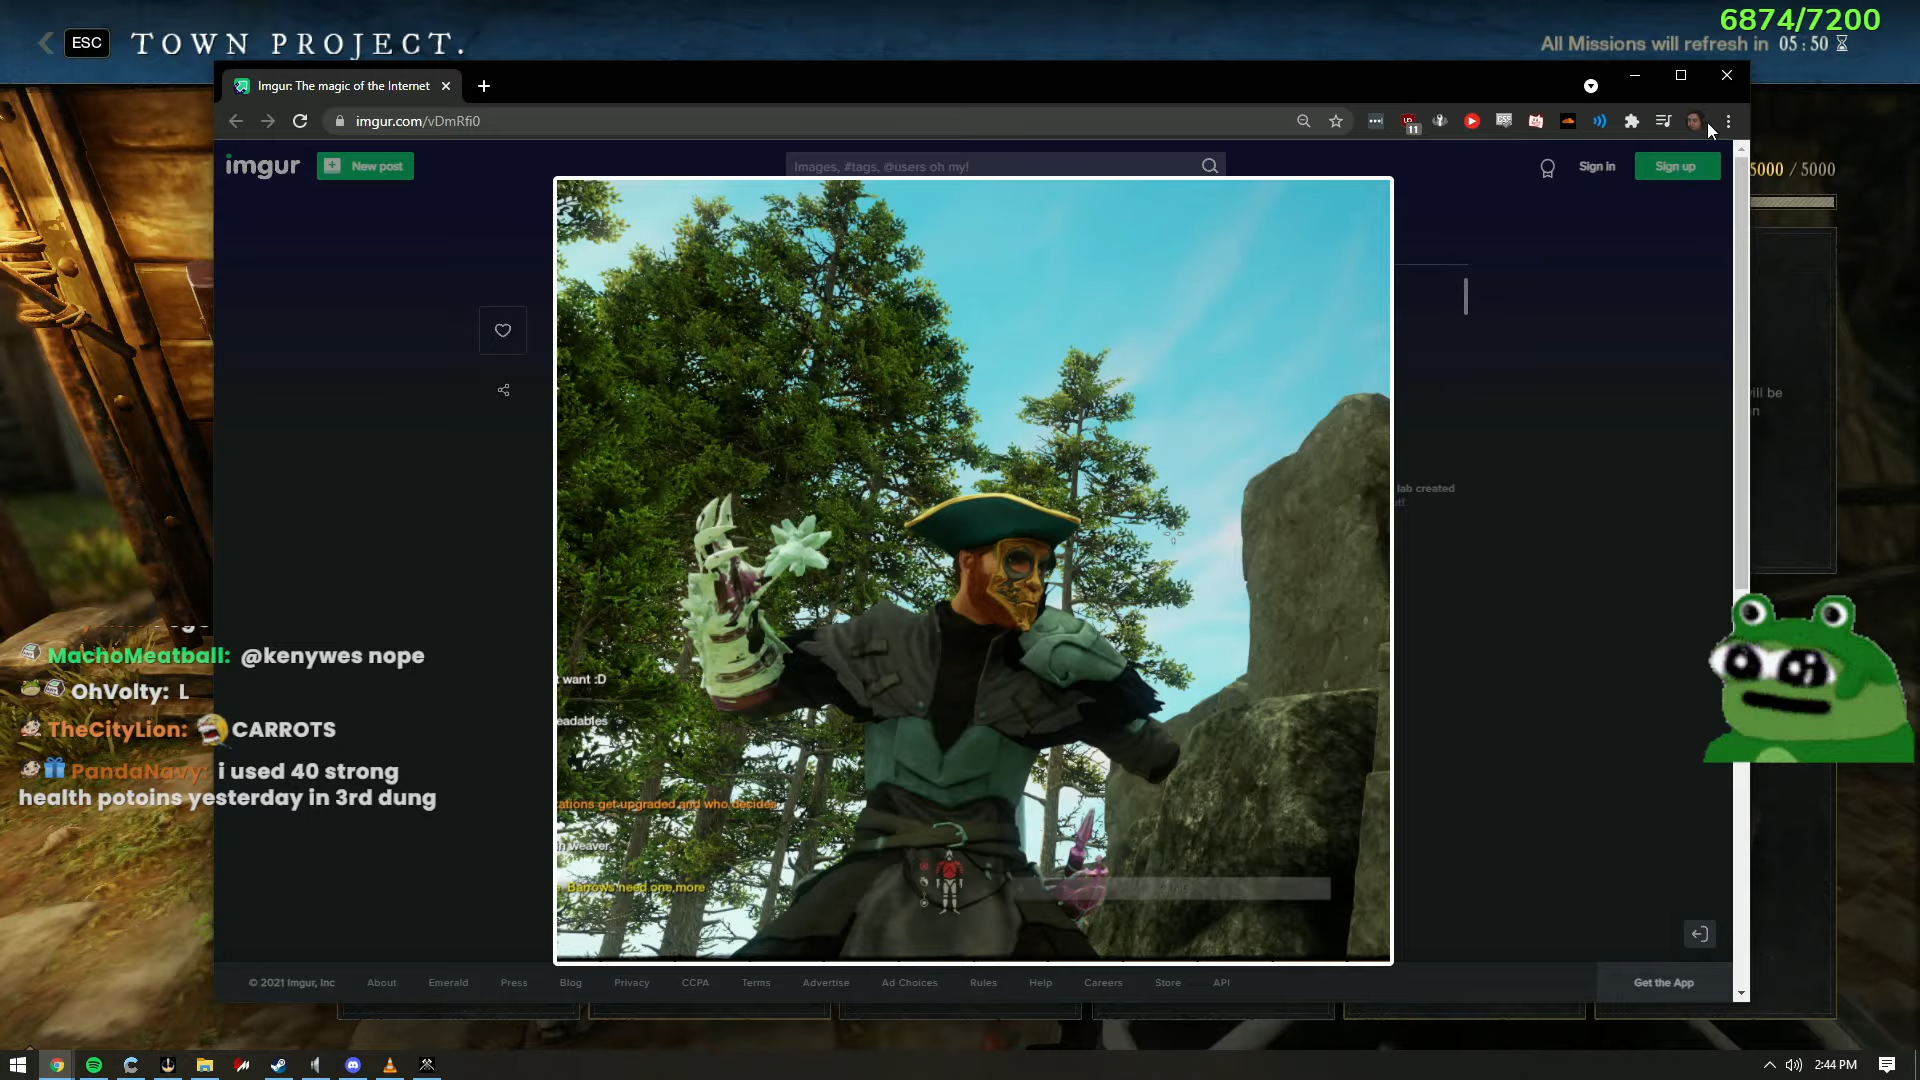 6874/7200
ESC
TOWN PROJECT.
All Missions will refresh in 05:50
Imgur: The magic of the Internet
imgur.com/vDmRfi0
11
imgur
New post
Images, #tags, @users oh my!
Sign in
Sign up
5000 / 5000
ill be
n
lab created
MachoMeatball: @kenywes nope
OhVolty: L
TheCityLion: CARROTS
PandaNavy: i used 40 strong
health potoins yesterday in 3rd dung
t want :D
eadables
ations get upgraded and who decides
In weaver.
Barrows need one more
© 2021 Imgur, Inc
About
Emerald
Press
Blog
Privacy
CCPA
Terms
Advertise
Ad Choices
Rules
Help
Careers
Store
API
Get the App
2:44 PM